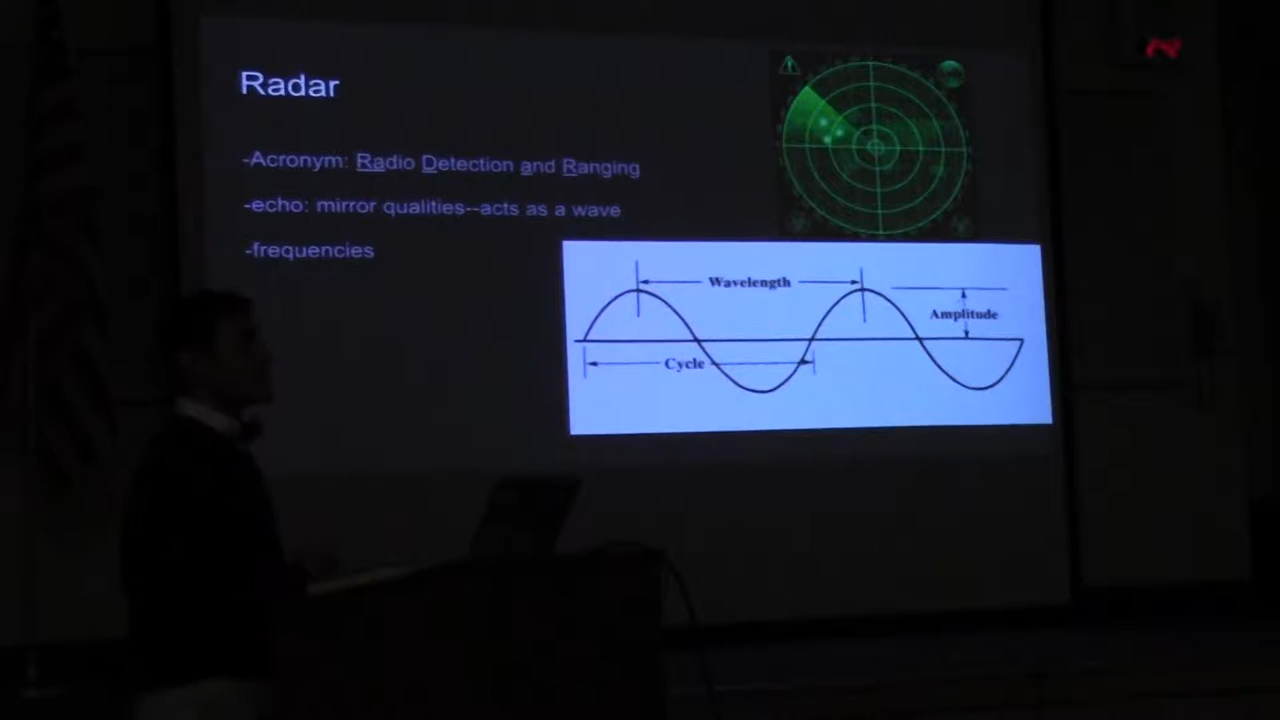 Radar
-Acronym: Radio Detection and Ranging
-echo: mirror qualities--acts as a wave
-frequencies
Wavelength
Amplitude
Cycle